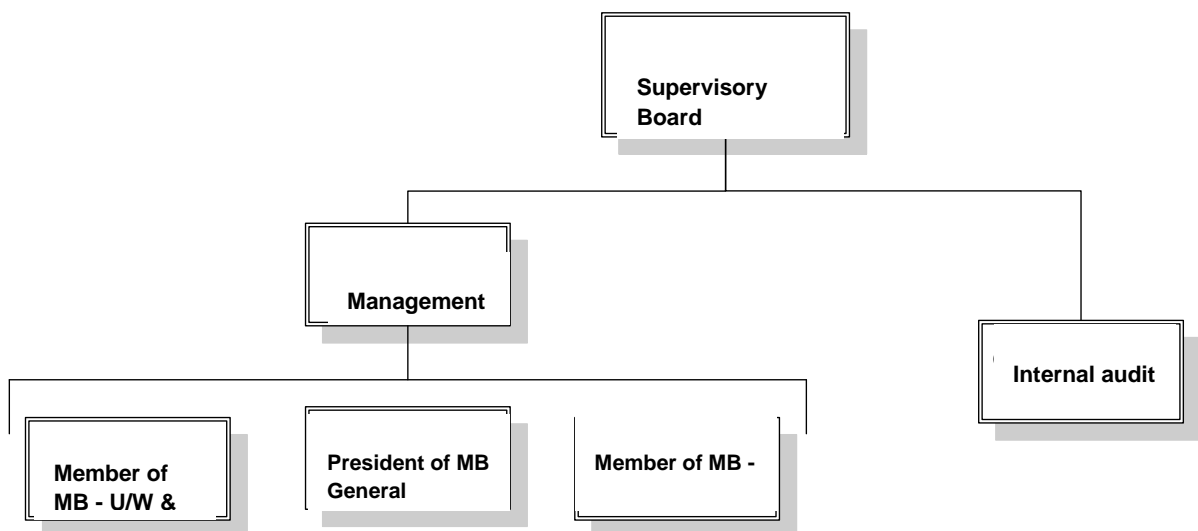 Supervisory
Board
Management
Internal audit
Member of
MB - U/W &
President of MB
General
Member of MB -